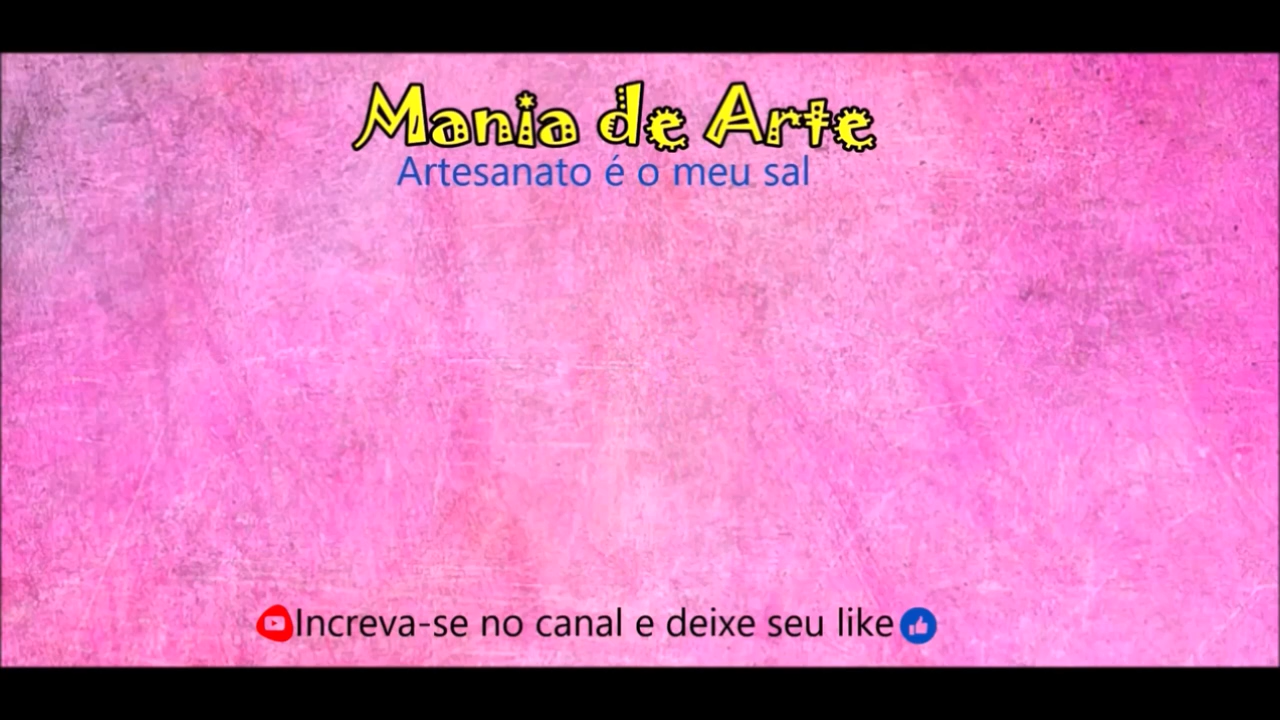 Mania de Arte
Artesanato é o meu sal
Increva-se no canal e deixe seu like